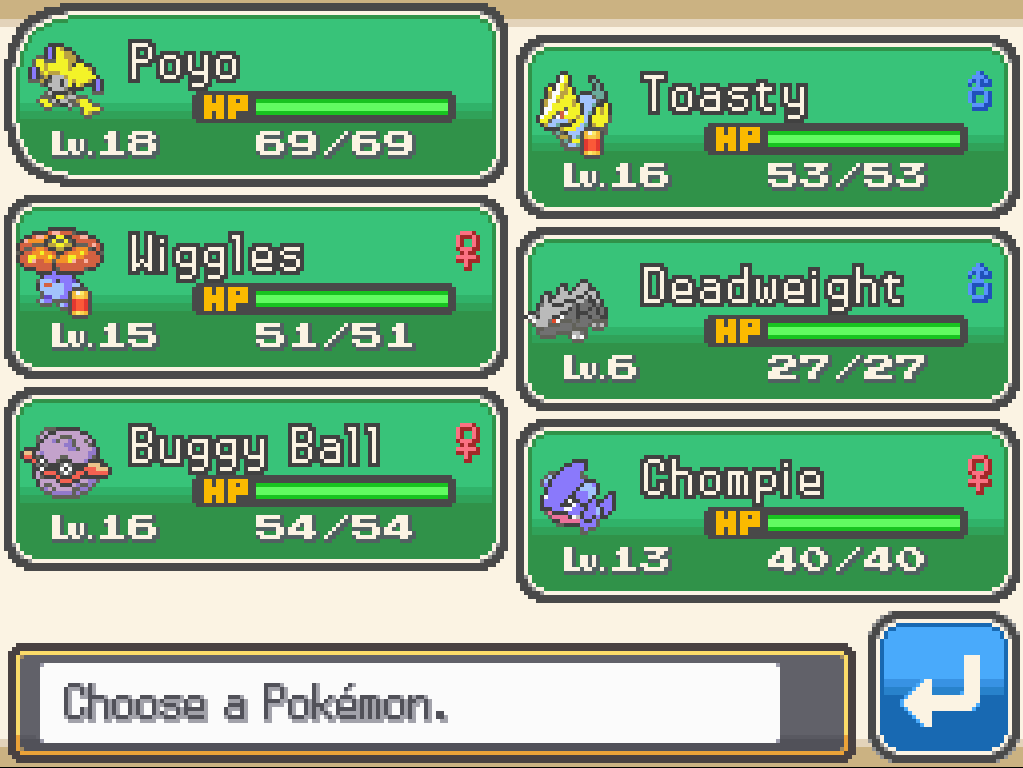 Poyo
HP
Lv.18 69/69
Toasty ♂
HP
Lv.16 53/53
Wiggles ♀
HP
Lv.15 51/51
Deadweight ♂
HP
Lv.6 27/27
Buggy Ball ♀
HP
Lv.16 54/54
Chompie ♀
HP
Lv.13 40/40
Choose a Pokémon.